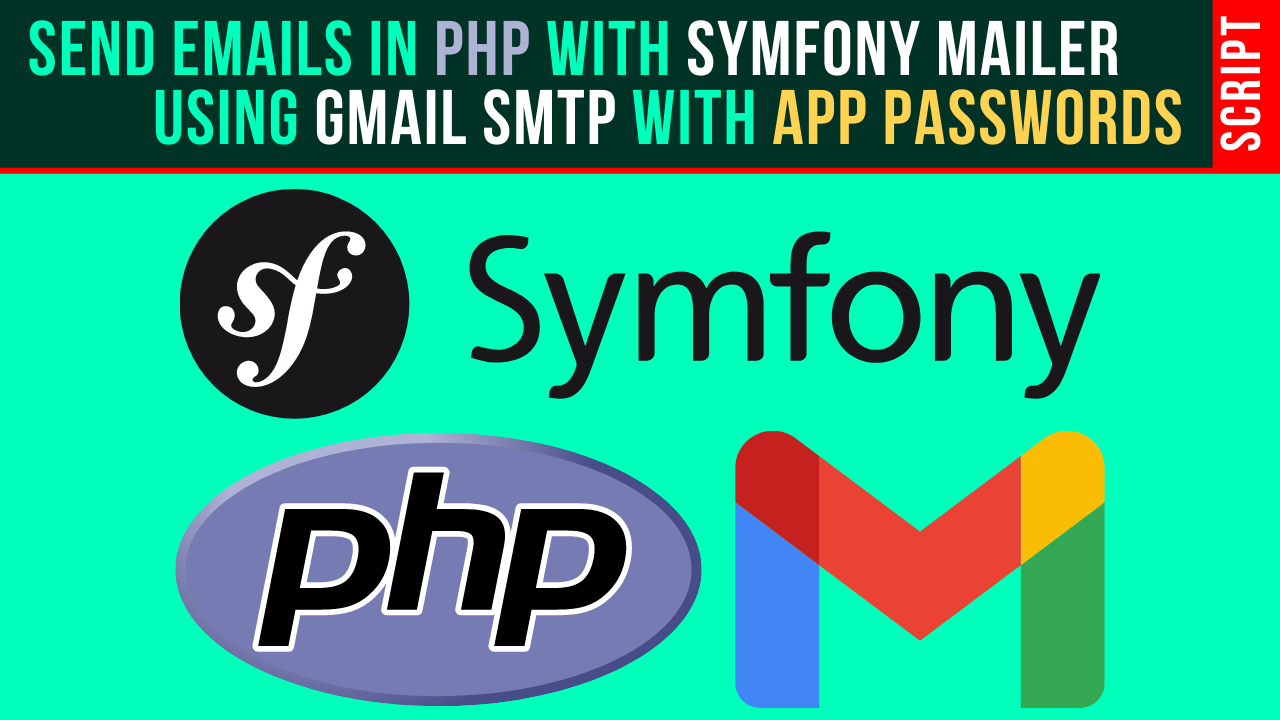 SEND EMAILS IN PHP WITH SYMFONY MAILER
USING GMAIL SMTP WITH APP PASSWORDS
SCRIPT
sf
Symfony
php